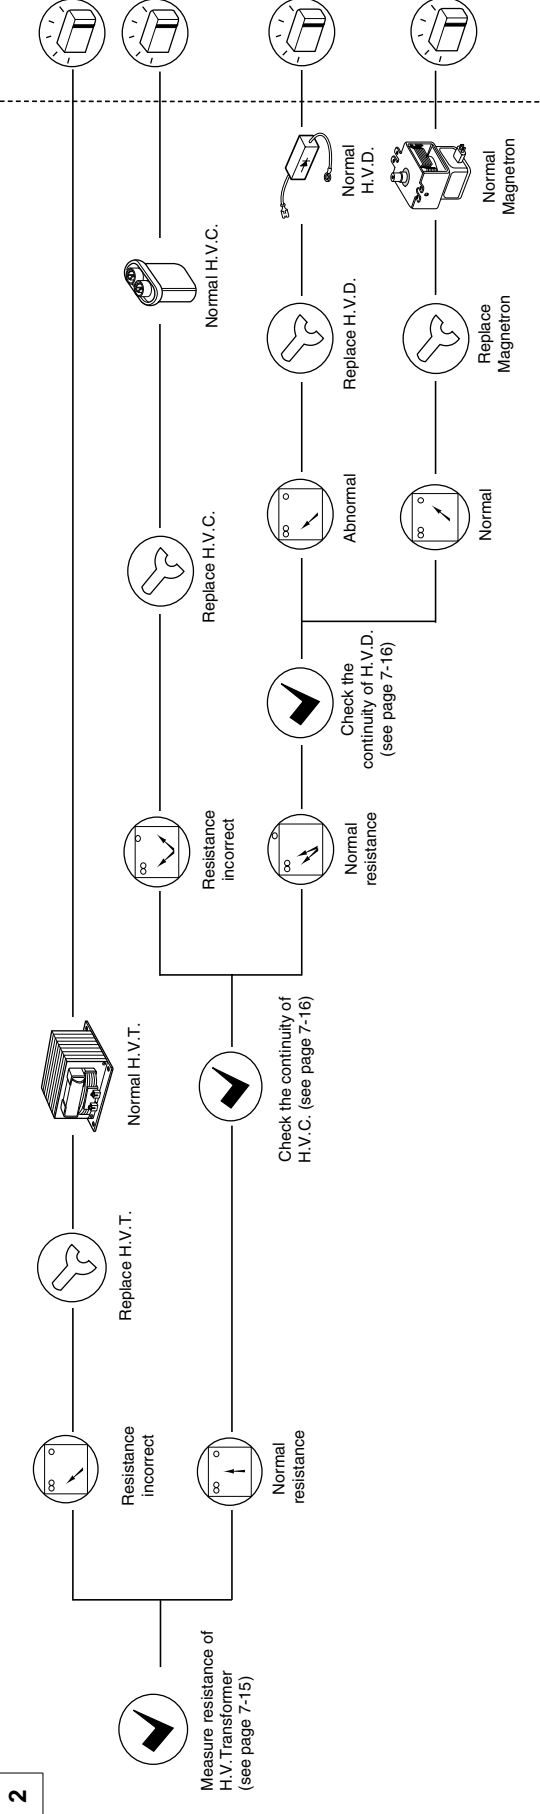 2
Measure resistance of
H.V.Transformer
(see page 7-15)
Resistance
incorrect
Replace H.V.T.
Normal H.V.T.
Normal
resistance
Check the continuity of
H.V.C. (see page 7-16)
Resistance
incorrect
Replace H.V.C.
Normal H.V.C.
Normal
resistance
Check the
continuity of H.V.D.
(see page 7-16)
Abnormal
Replace H.V.D.
Normal
H.V.D.
Normal
Replace
Magnetron
Normal
Magnetron